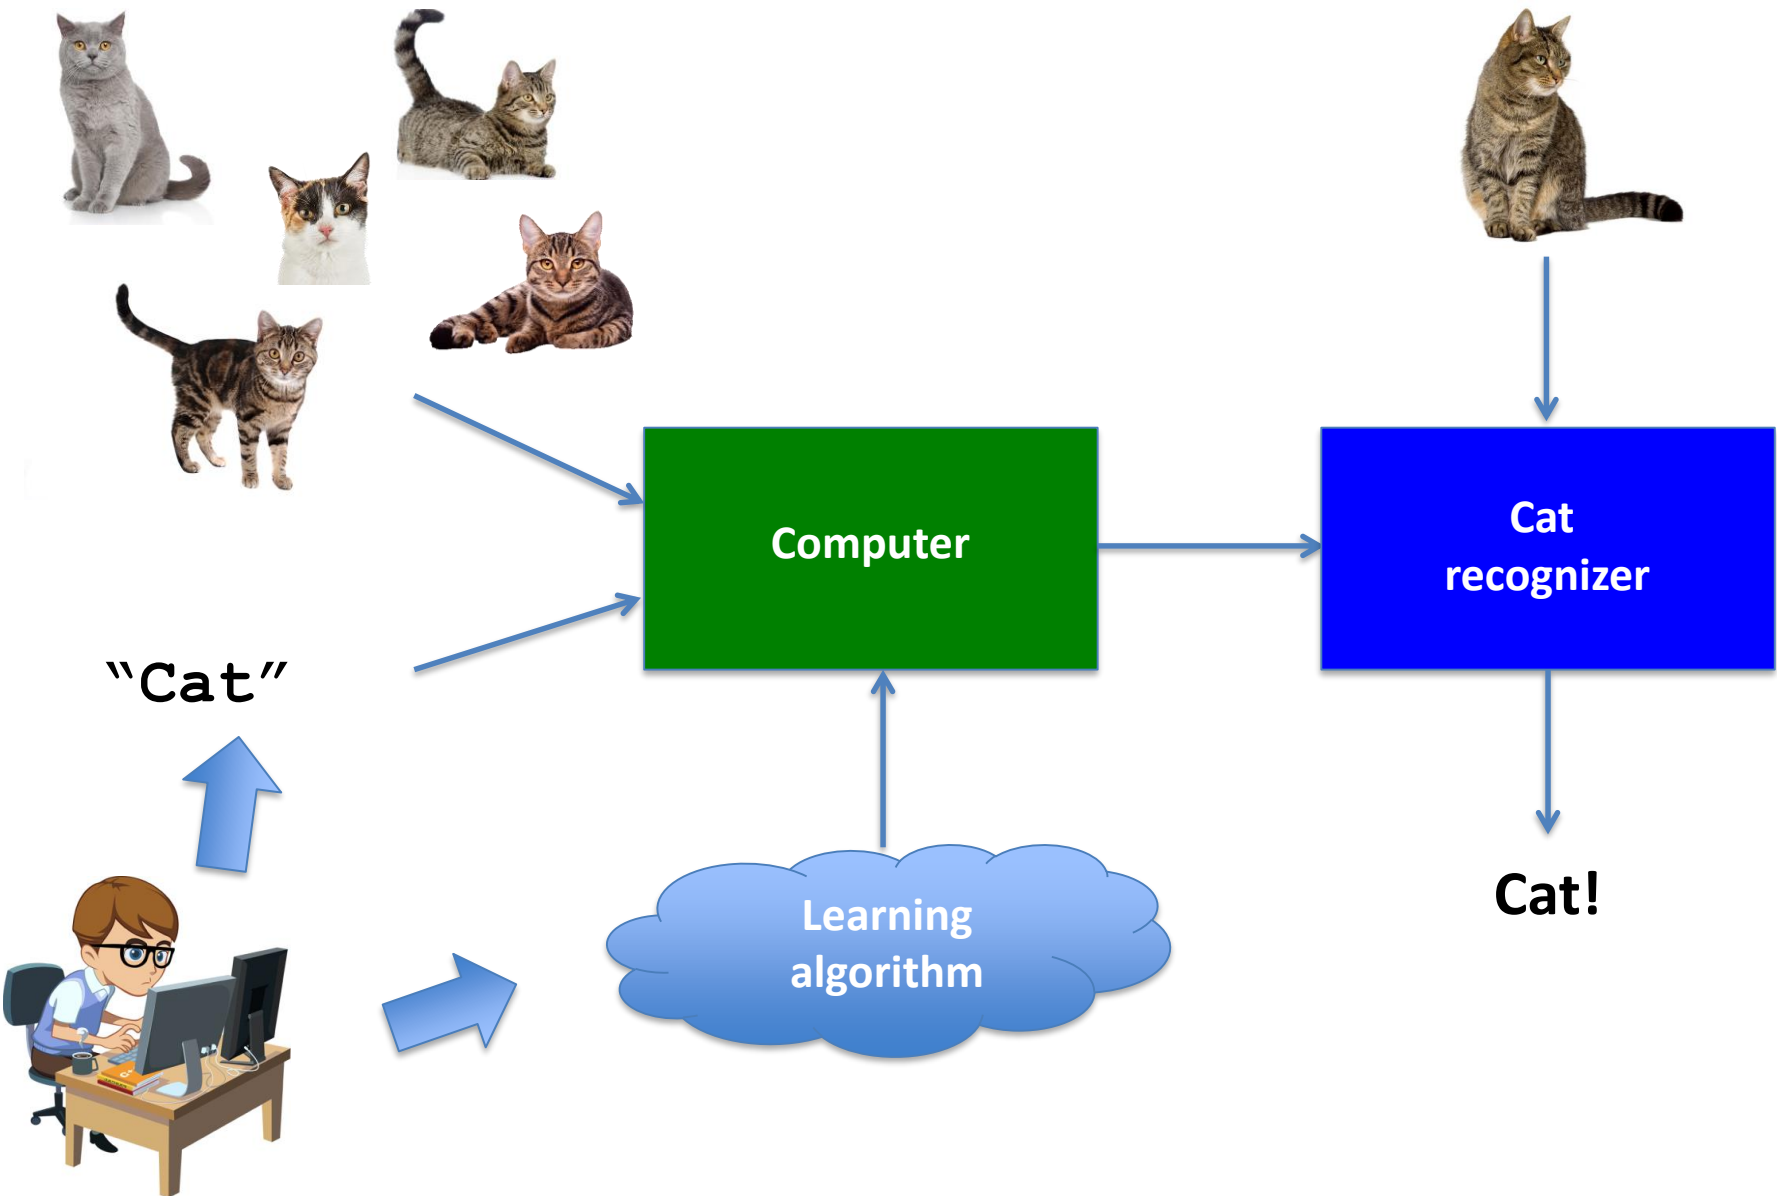 Computer
Cat
recognizer
“Cat”
Learning
algorithm
Cat!